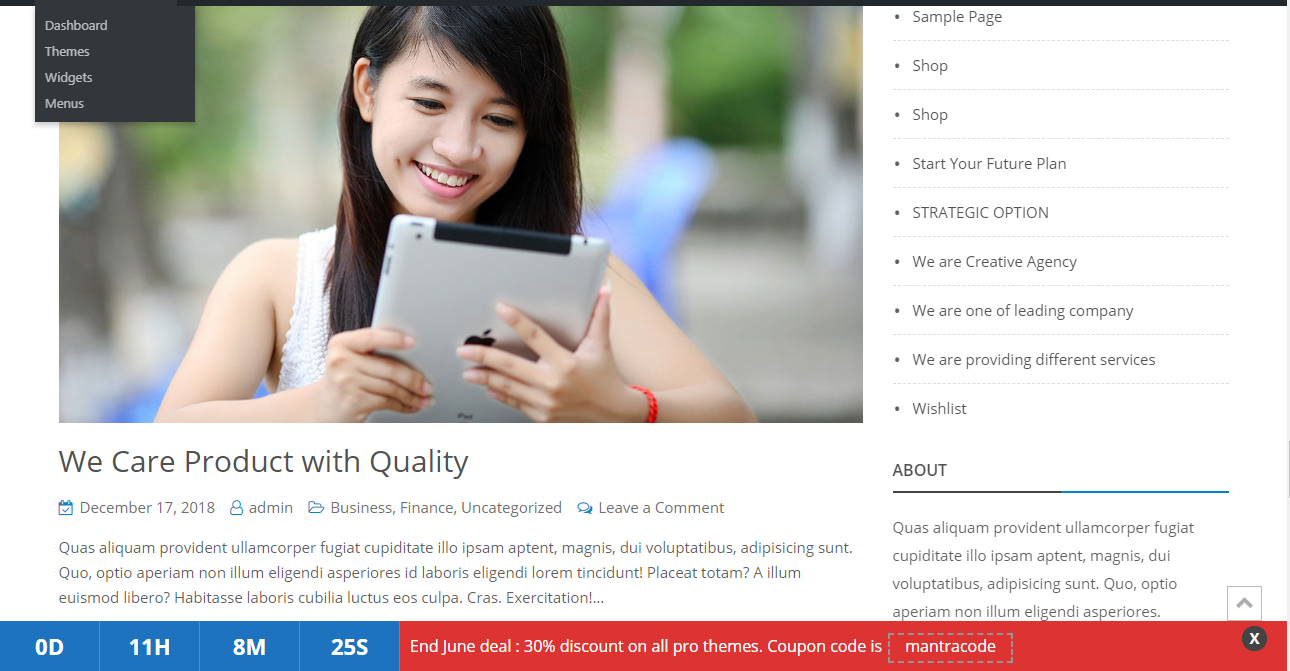 Dashboard
Themes
Widgets
Menus
iPad
We Care Product with Quality
December 17, 2018 admin Business, Finance, Uncategorized Leave a Comment
Quas aliquam provident ullamcorper fugiat cupiditate illo ipsam aptent, magnis, dui voluptatibus, adipisicing sunt.
Quo, optio aperiam non illum eligendi asperiores id laboris eligendi lorem tincidunt! Placeat totam? A illum
euismod libero? Habitasse laboris cubilia luctus eos culpa. Cras. Exercitation!...
• Sample Page
• Shop
• Shop
• Start Your Future Plan
• STRATEGIC OPTION
• We are Creative Agency
• We are one of leading company
• We are providing different services
• Wishlist
ABOUT
Quas aliquam provident ullamcorper fugiat
cupiditate illo ipsam aptent, magnis, dui
voluptatibus, adipisicing sunt. Quo, optio
aperiam non illum eligendi asperiores.
0D 11H 8M 25S End June deal : 30% discount on all pro themes. Coupon code is mantracode X